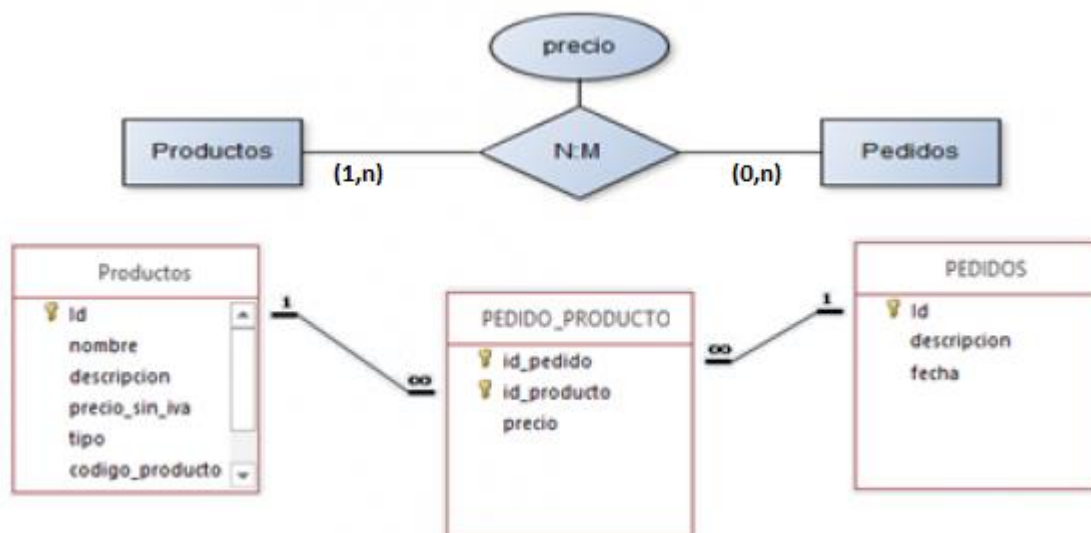 precio
Productos
N:M
Pedidos
(1,n)
(0,n)
Productos
Id
nombre
descripcion
precio_sin_iva
tipo
codigo_producto
1
∞
PEDIDO_PRODUCTO
id_pedido
id_producto
precio
∞
1
PEDIDOS
Id
descripcion
fecha